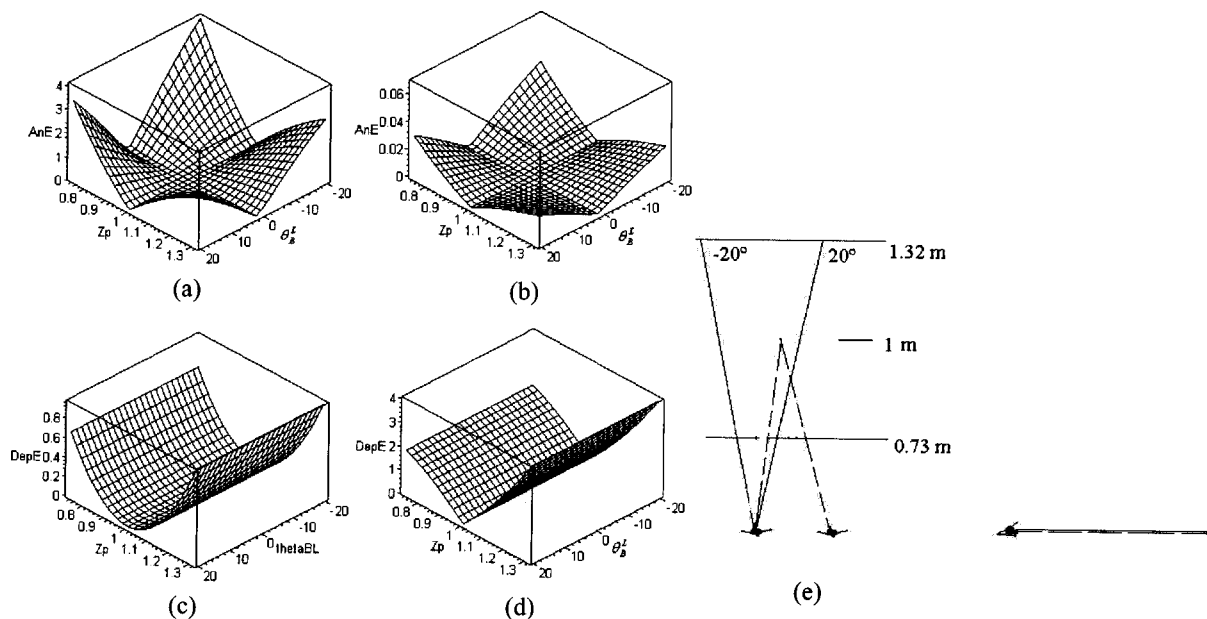 4
3
AnE 2
1
0
0.8
0.9
Zp 1
1.1
1.2
1.3
20
10
0
-10
-20
θ_B^L
(a)
0.06
0.04
AnE
0.02
0
0.8
0.9
Zp 1
1.1
1.2
1.3
20
10
0
-10
-20
θ_B^L
(b)
0.8
0.6
DepE 0.4
0.2
0
0.8
0.9
Zp 1
1.1
1.2
1.3
20
10
0
-10
-20
thetaBL
(c)
4
3
DepE 2
1
0
0.8
0.9
Zp 1
1.1
1.2
1.3
20
10
0
-10
-20
θ_B^L
(d)
-20° 20° 1.32 m
1 m
0.73 m
(e)